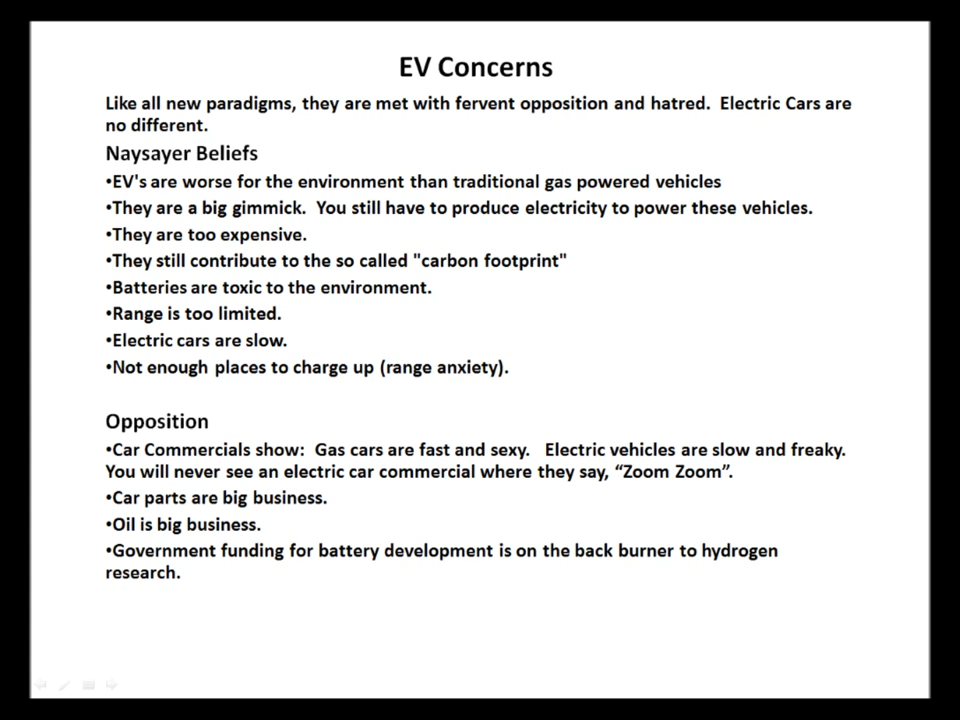 EV Concerns
Like all new paradigms, they are met with fervent opposition and hatred.  Electric Cars are
no different.
Naysayer Beliefs
•EV's are worse for the environment than traditional gas powered vehicles
•They are a big gimmick.  You still have to produce electricity to power these vehicles.
•They are too expensive.
•They still contribute to the so called "carbon footprint"
•Batteries are toxic to the environment.
•Range is too limited.
•Electric cars are slow.
•Not enough places to charge up (range anxiety).
Opposition
•Car Commercials show:  Gas cars are fast and sexy.   Electric vehicles are slow and freaky.
You will never see an electric car commercial where they say, “Zoom Zoom”.
•Car parts are big business.
•Oil is big business.
•Government funding for battery development is on the back burner to hydrogen
research.